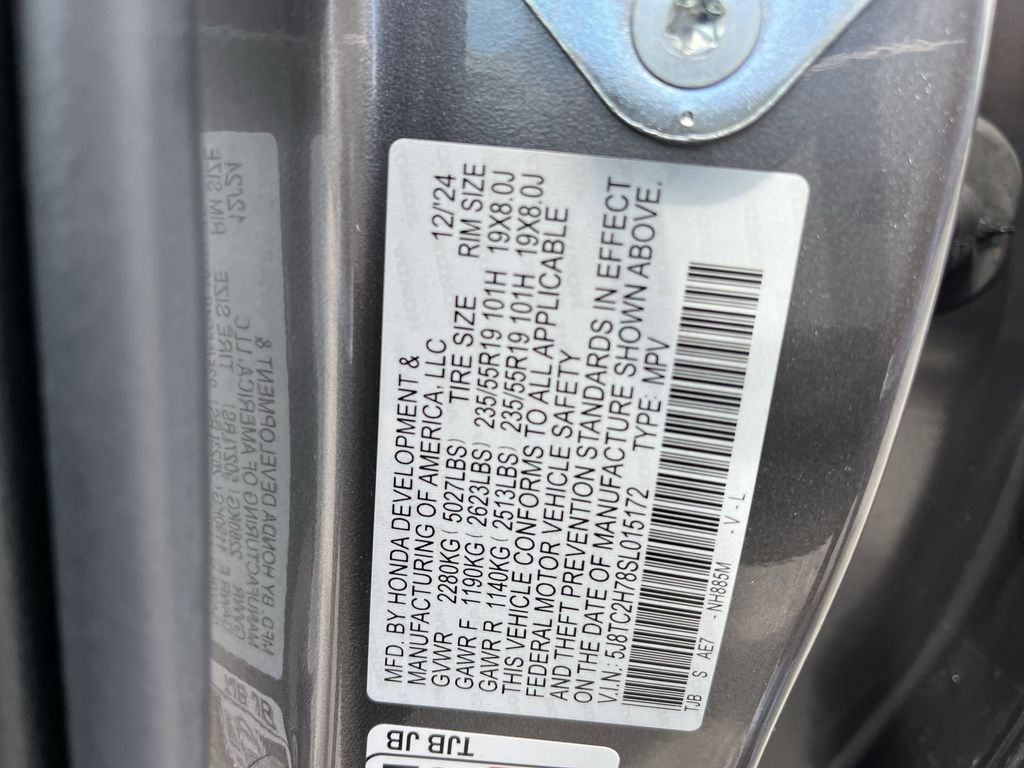 MFD. BY HONDA DEVELOPMENT &
MANUFACTURING OF AMERICA, LLC 12/24
GVWR 2280KG ( 5027LBS) TIRE SIZE RIM SIZE
GAWR F 1190KG ( 2623LBS) 235/55R19 101H 19X8.0J
GAWR R 1140KG ( 2513LBS) 235/55R19 101H 19X8.0J
THIS VEHICLE CONFORMS TO ALL APPLICABLE
FEDERAL MOTOR VEHICLE SAFETY
AND THEFT PREVENTION STANDARDS IN EFFECT
ON THE DATE OF MANUFACTURE SHOWN ABOVE.
V.I.N: 5J8TC2H78SL015172 TYPE: MPV
TJB S AE7 -NH885M V - L
TJB JB